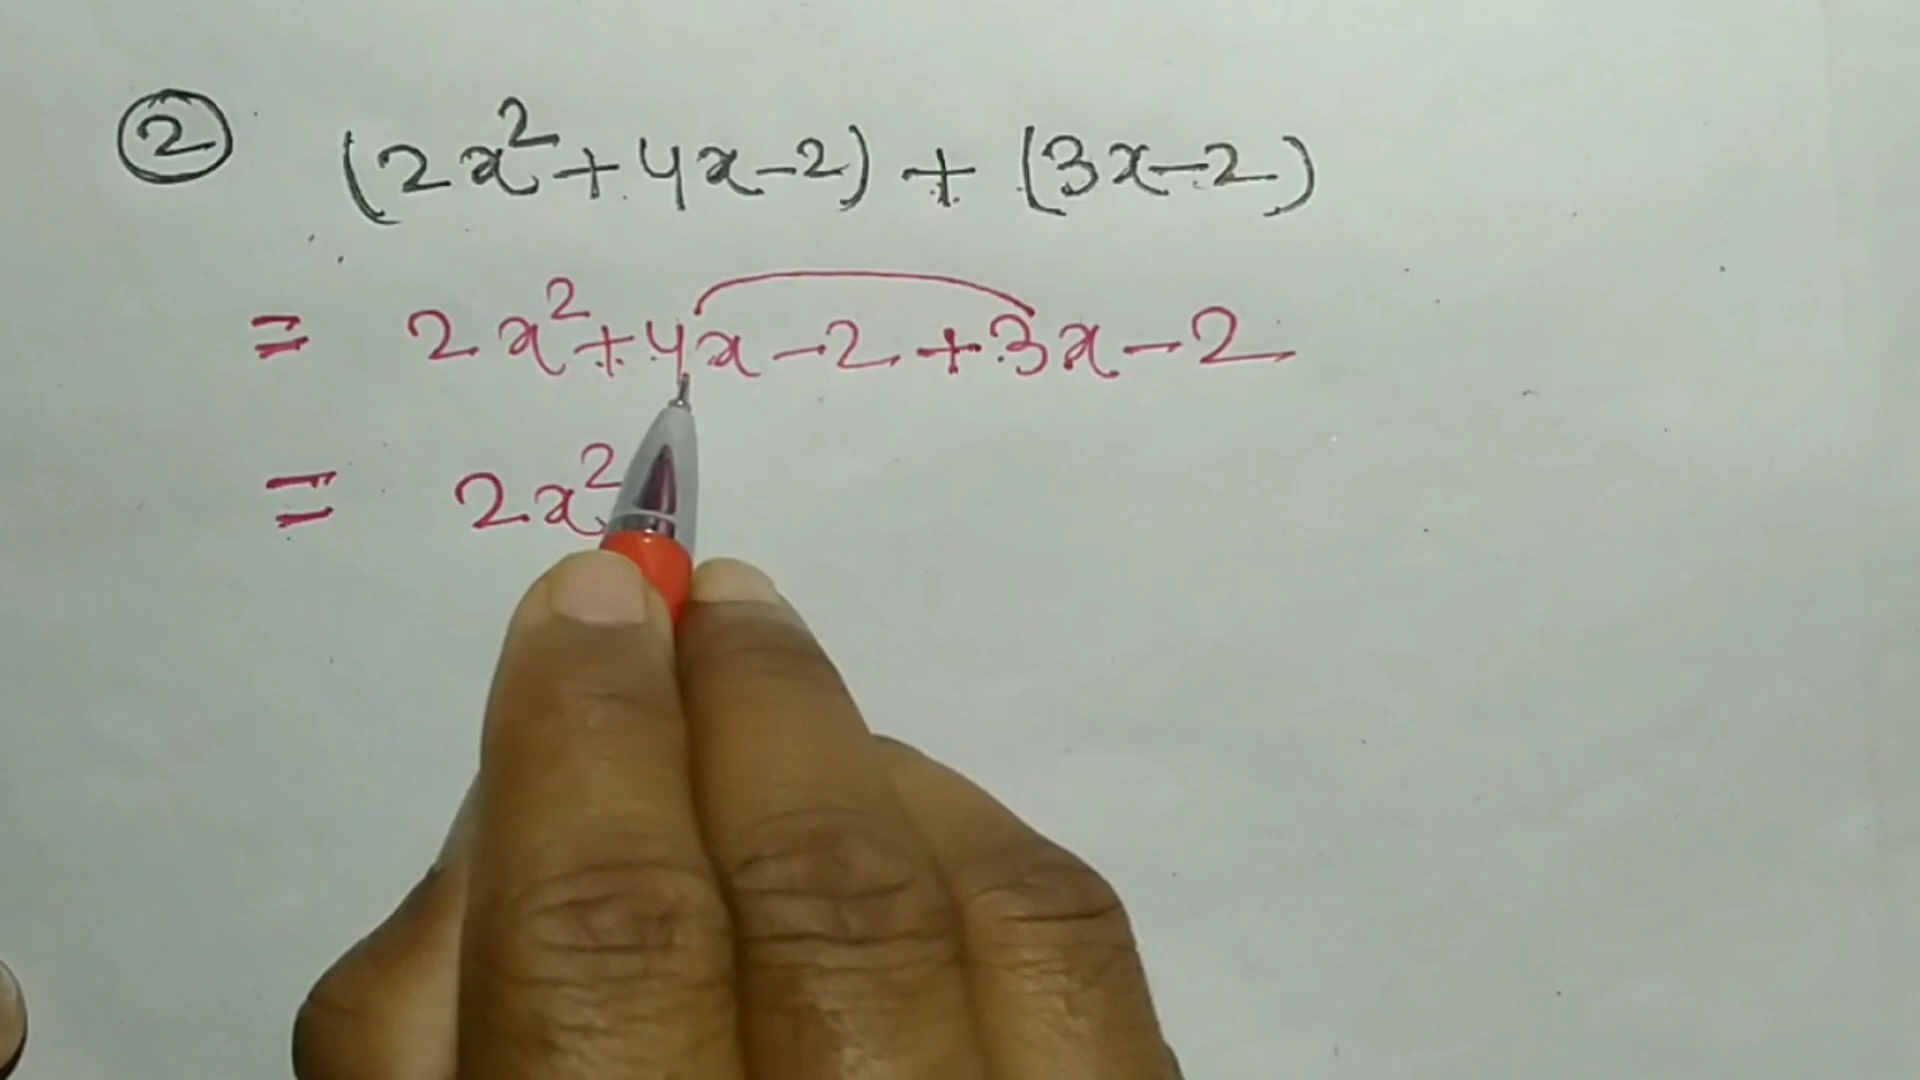 ② (2x²+4x-2) + (3x-2)
= 2x²+4x-2+3x-2
= 2x²